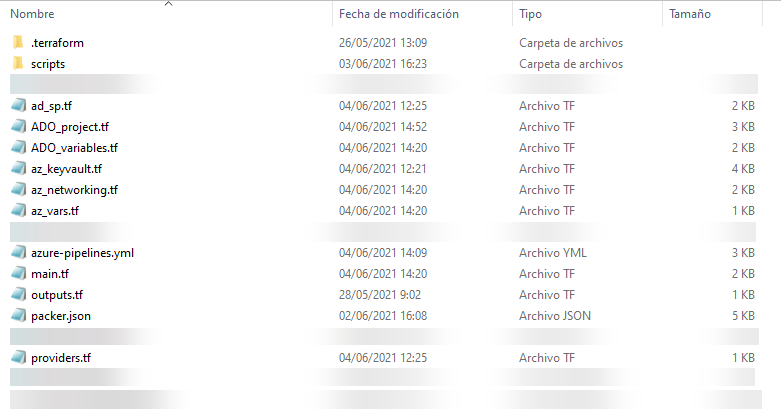 Nombre Fecha de modificación Tipo Tamaño
.terraform 26/05/2021 13:09 Carpeta de archivos
scripts 03/06/2021 16:23 Carpeta de archivos
ad_sp.tf 04/06/2021 12:25 Archivo TF 2 KB
ADO_project.tf 04/06/2021 14:52 Archivo TF 3 KB
ADO_variables.tf 04/06/2021 14:20 Archivo TF 2 KB
az_keyvault.tf 04/06/2021 12:21 Archivo TF 4 KB
az_networking.tf 04/06/2021 14:20 Archivo TF 2 KB
az_vars.tf 04/06/2021 14:20 Archivo TF 1 KB
azure-pipelines.yml 04/06/2021 14:09 Archivo YML 3 KB
main.tf 04/06/2021 14:20 Archivo TF 2 KB
outputs.tf 28/05/2021 9:02 Archivo TF 1 KB
packer.json 02/06/2021 16:08 Archivo JSON 5 KB
providers.tf 04/06/2021 12:25 Archivo TF 1 KB